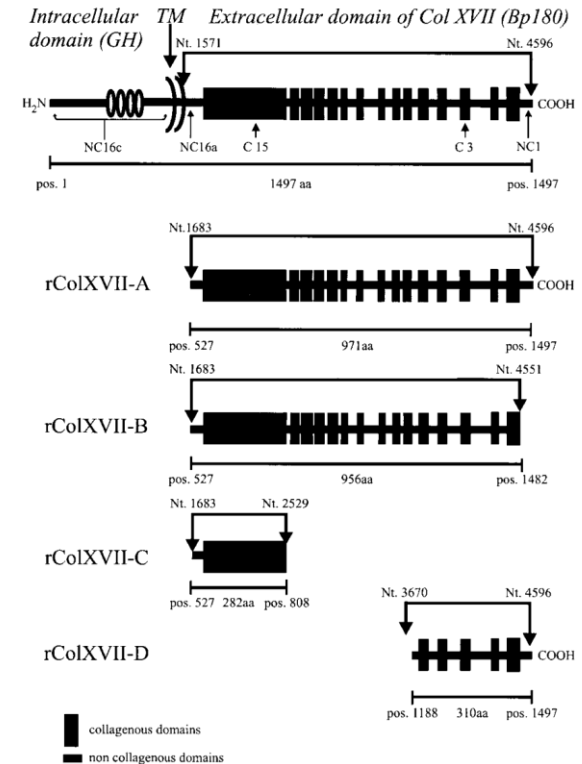 Intracellular TM Extracellular domain of Col XVII (Bp180)
domain (GH)
Nt. 1571 Nt. 4596
H2N COOH
NC16c NC16a C 15 C 3 NC1
pos. 1 1497 aa pos. 1497
Nt.1683 Nt. 4596
rColXVII-A COOH
pos. 527 971aa pos. 1497
Nt. 1683 Nt. 4551
rColXVII-B
pos. 527 956aa pos. 1482
Nt. 1683 Nt. 2529
rColXVII-C
pos. 527 282aa pos. 808
Nt. 3670 Nt. 4596
rColXVII-D COOH
pos. 1188 310aa pos. 1497
collagenous domains
non collagenous domains